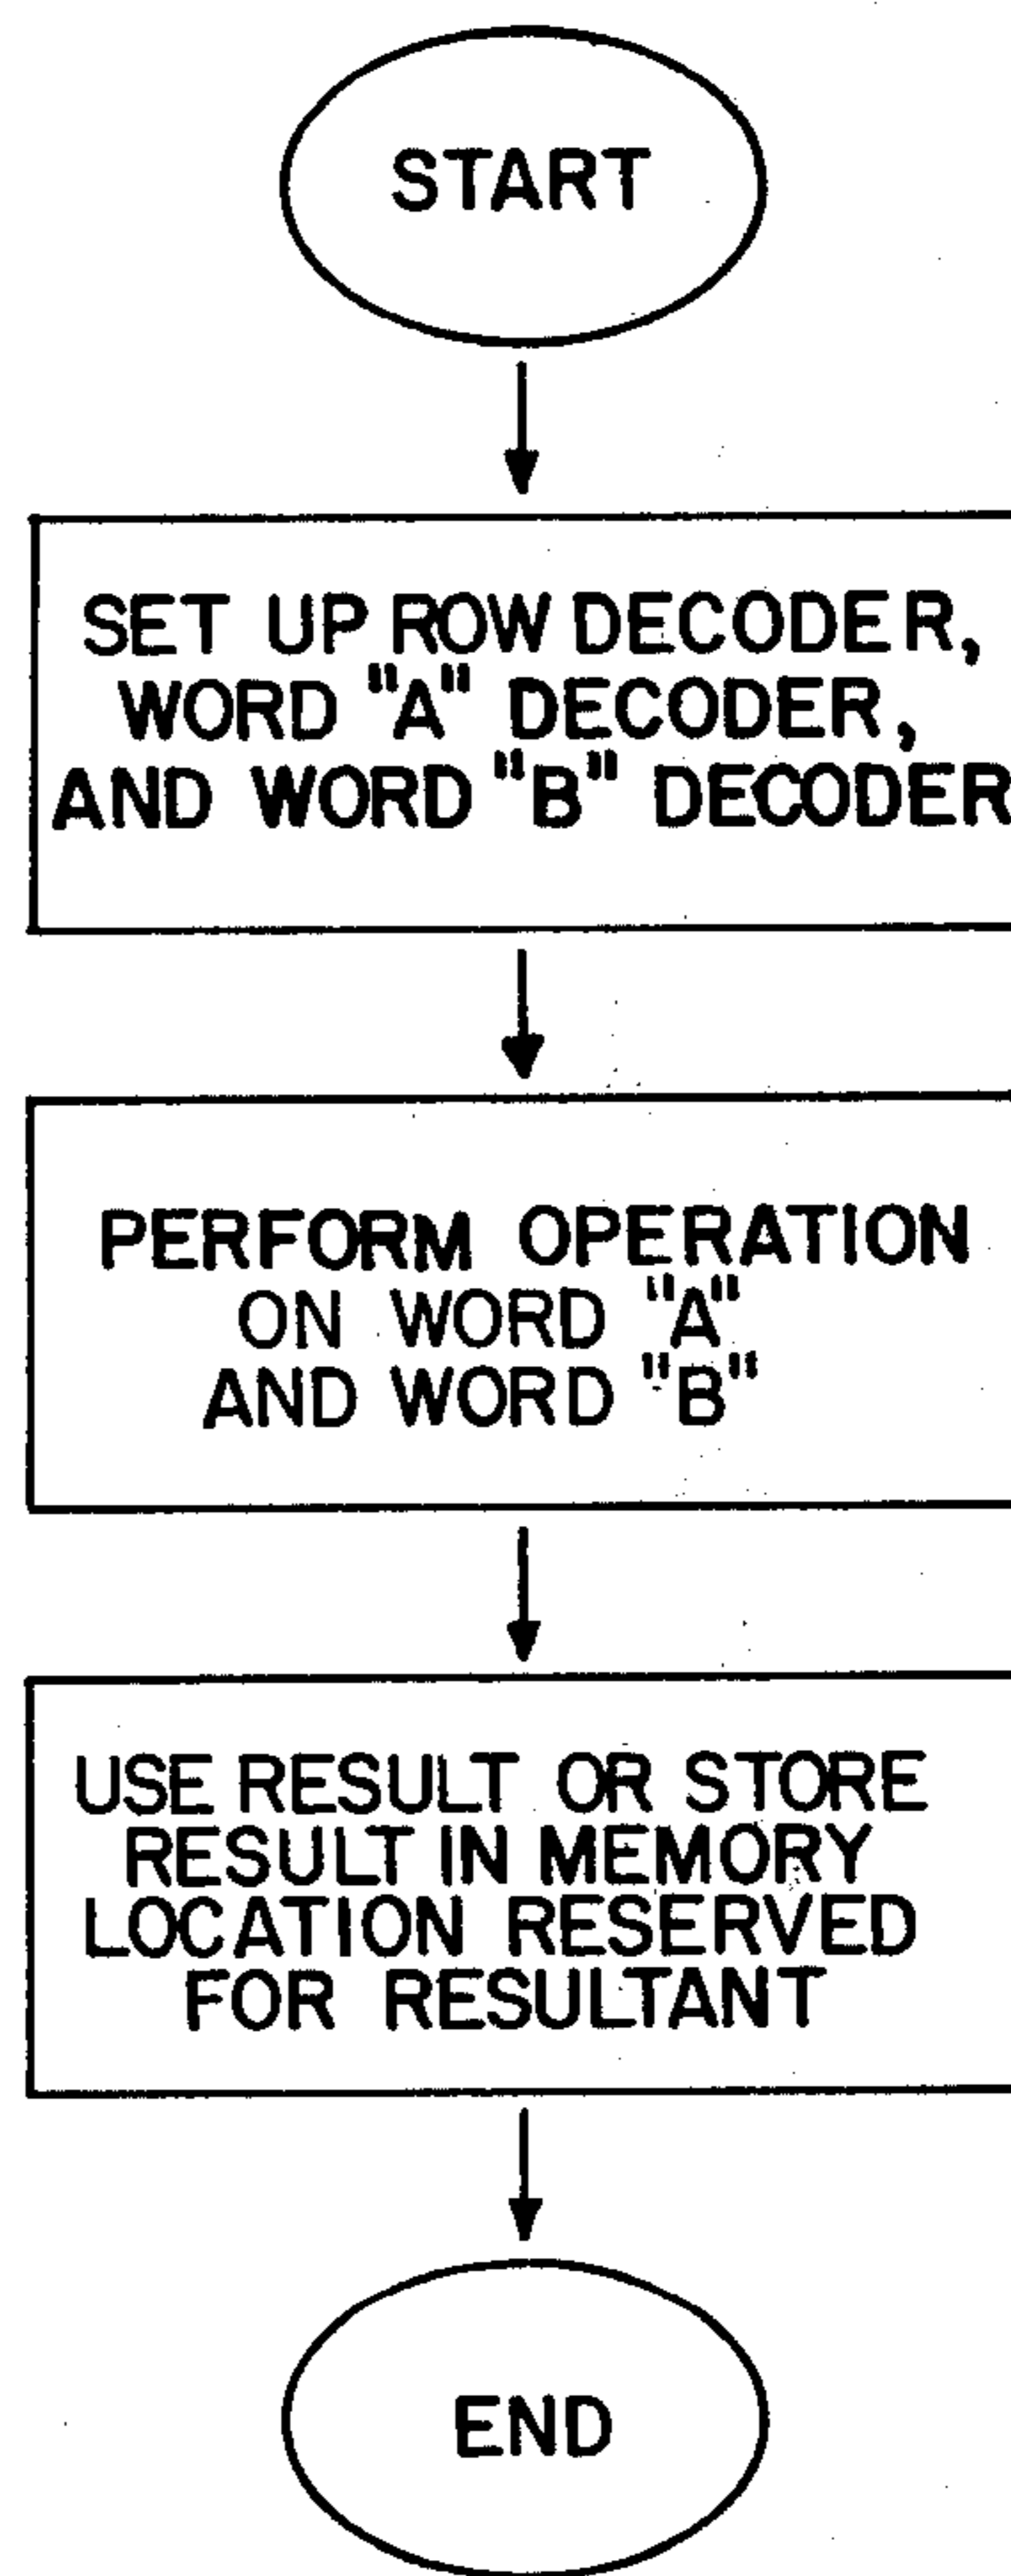 START
SET UP ROW DECODER,
WORD "A" DECODER,
AND WORD "B" DECODER
PERFORM OPERATION
ON WORD "A"
AND WORD "B"
USE RESULT OR STORE
RESULT IN MEMORY
LOCATION RESERVED
FOR RESULTANT
END